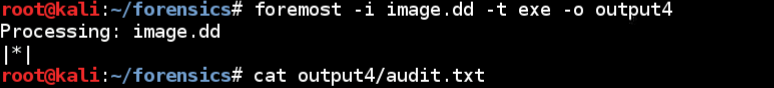 root@kali:~/forensics# foremost -i image.dd -t exe -o output4
Processing: image.dd
|*|
root@kali:~/forensics# cat output4/audit.txt